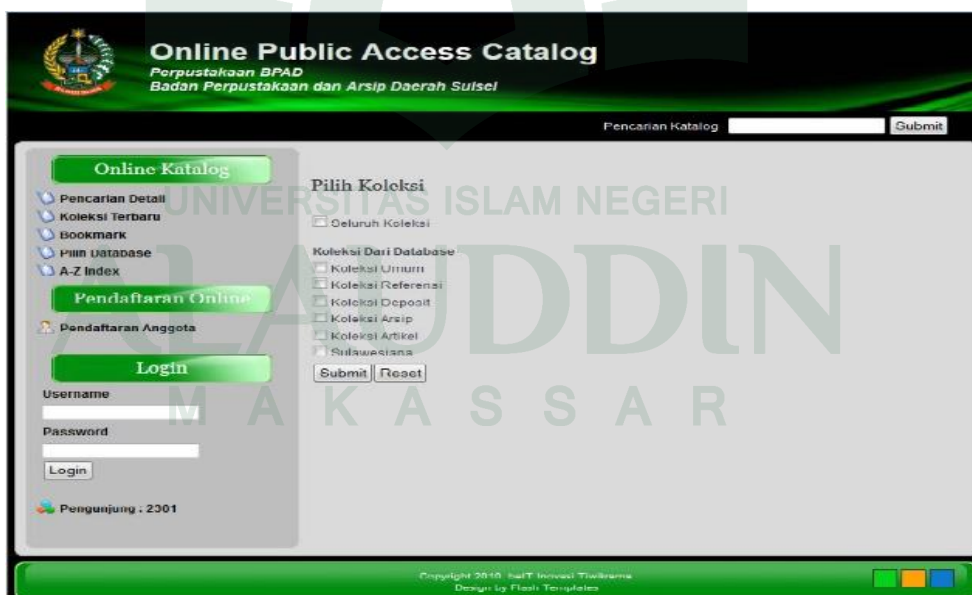 Online Public Access Catalog
Perpustakaan BPAD
Badan Perpustakaan dan Arsip Daerah Sulsel
Pencarian Katalog
Submit
Online Katalog
Pencarian Detail
Koleksi Terbaru
Bookmark
Pilih Database
A-Z Index
Pendaftaran Online
Pendaftaran Anggota
Login
Username
Password
Login
Pengunjung : 2301
Pilih Koleksi
Seluruh Koleksi
Koleksi Dari Database
Koleksi Umum
Koleksi Referensi
Koleksi Deposit
Koleksi Arsip
Koleksi Artikel
Sulawesiana
Submit Reset
UNIVERSITAS ISLAM NEGERI
ALAUDDIN
MAKASSAR
Copyright 2010 Inovasi
Design by Flash Templates